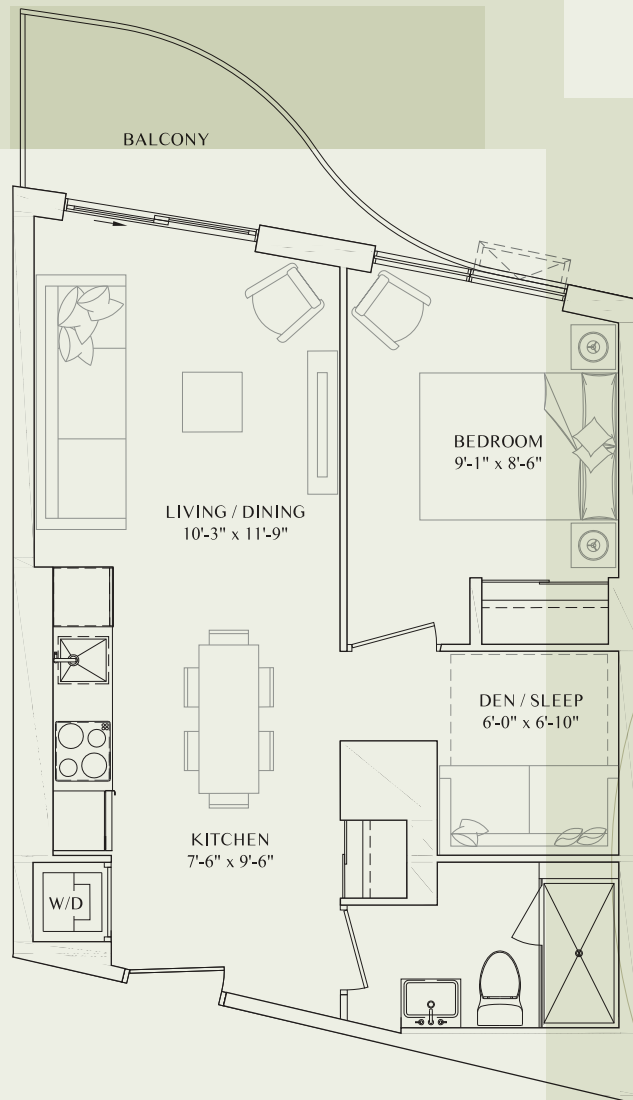 BALCONY
BEDROOM
9'-1" x 8'-6"
LIVING / DINING
10'-3" x 11'-9"
DEN / SLEEP
6'-0" x 6'-10"
KITCHEN
7'-6" x 9'-6"
W/D